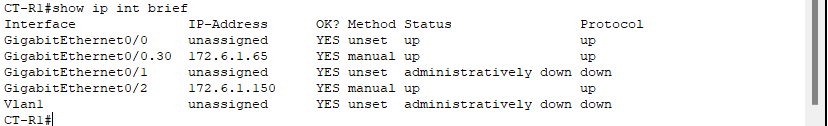 CT-R1#show ip int brief
Interface IP-Address OK? Method Status Protocol
GigabitEthernet0/0 unassigned YES unset up up
GigabitEthernet0/0.30 172.6.1.65 YES manual up up
GigabitEthernet0/1 unassigned YES unset administratively down down
GigabitEthernet0/2 172.6.1.150 YES manual up up
Vlan1 unassigned YES unset administratively down down
CT-R1#